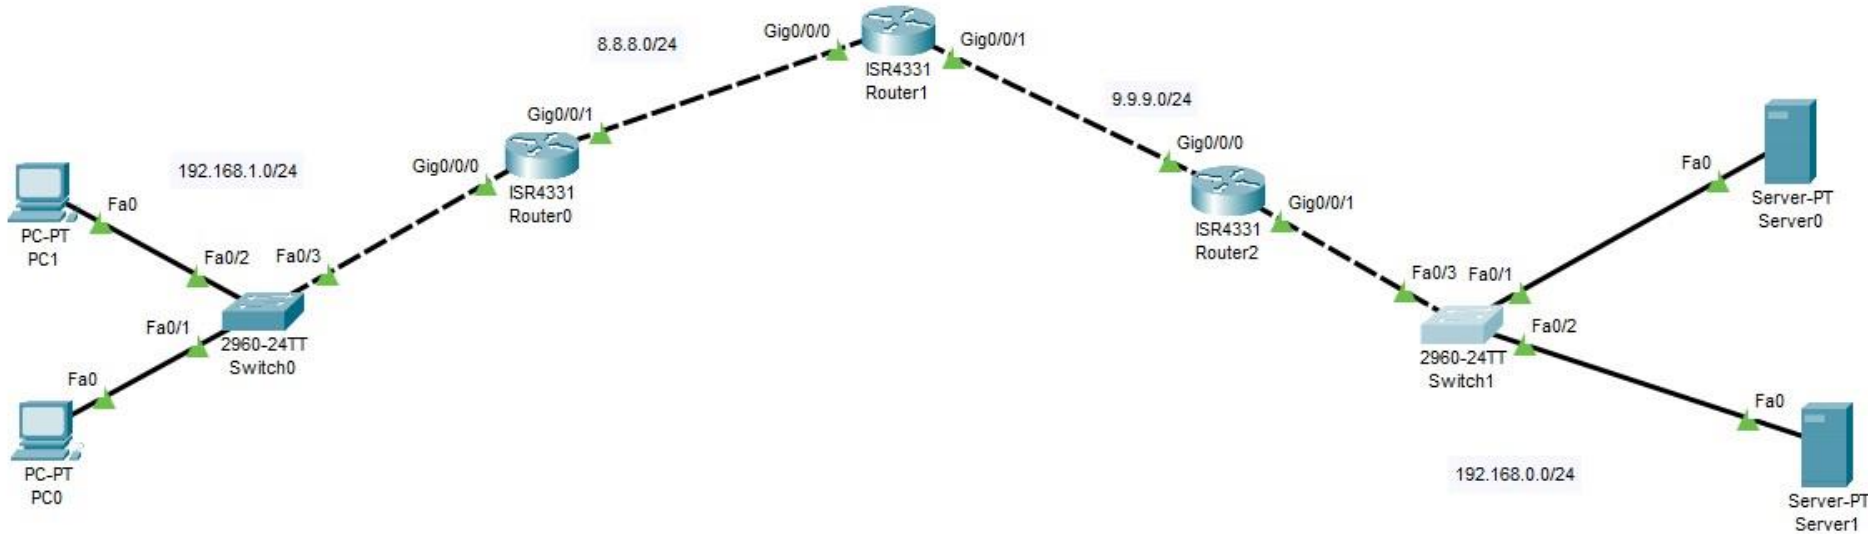 Gig0/0/0
ISR4331
Router1
Gig0/0/1
8.8.8.0/24
9.9.9.0/24
Gig0/0/1
Gig0/0/0
ISR4331
Router0
192.168.1.0/24
Fa0
PC-PT
PC1
Fa0/2
Fa0/3
Fa0/1
2960-24TT
Switch0
Fa0
PC-PT
PC0
Gig0/0/0
ISR4331
Router2
Gig0/0/1
Fa0
Server-PT
Server0
Fa0/3
Fa0/1
Fa0/2
2960-24TT
Switch1
Fa0
192.168.0.0/24
Server-PT
Server1